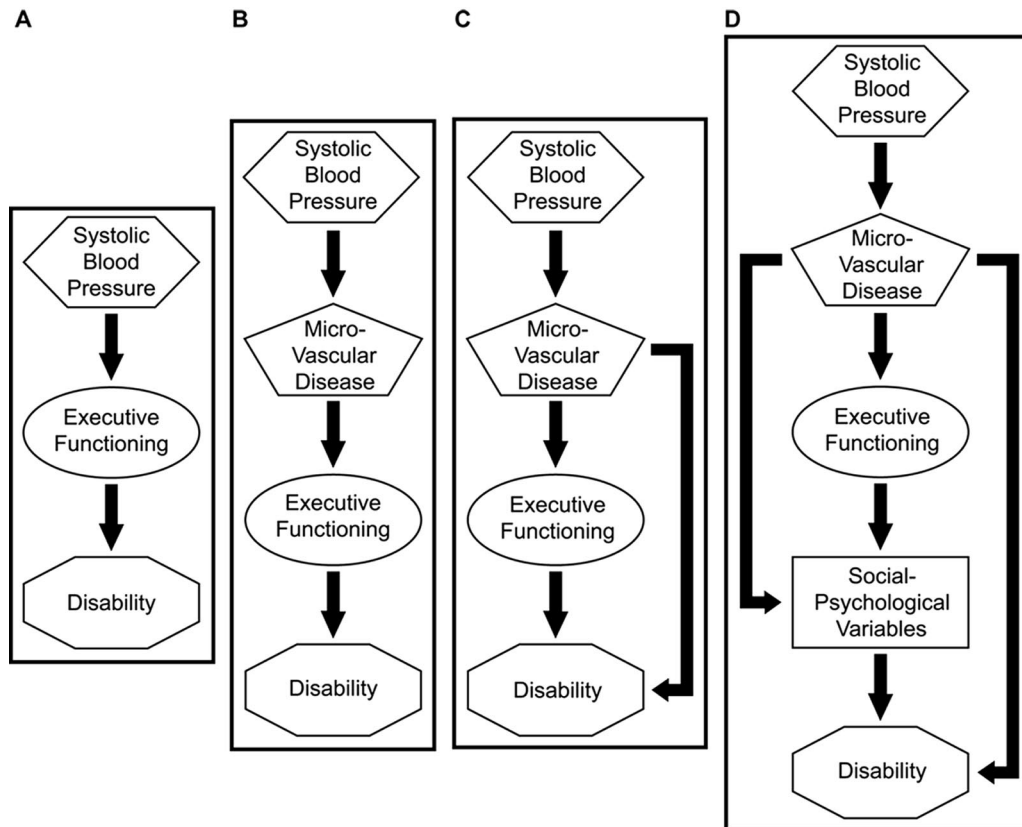 A
Systolic
Blood
Pressure
Executive
Functioning
Disability
B
Systolic
Blood
Pressure
Micro-
Vascular
Disease
Executive
Functioning
Disability
C
Systolic
Blood
Pressure
Micro-
Vascular
Disease
Executive
Functioning
Disability
D
Systolic
Blood
Pressure
Micro-
Vascular
Disease
Executive
Functioning
Social-
Psychological
Variables
Disability